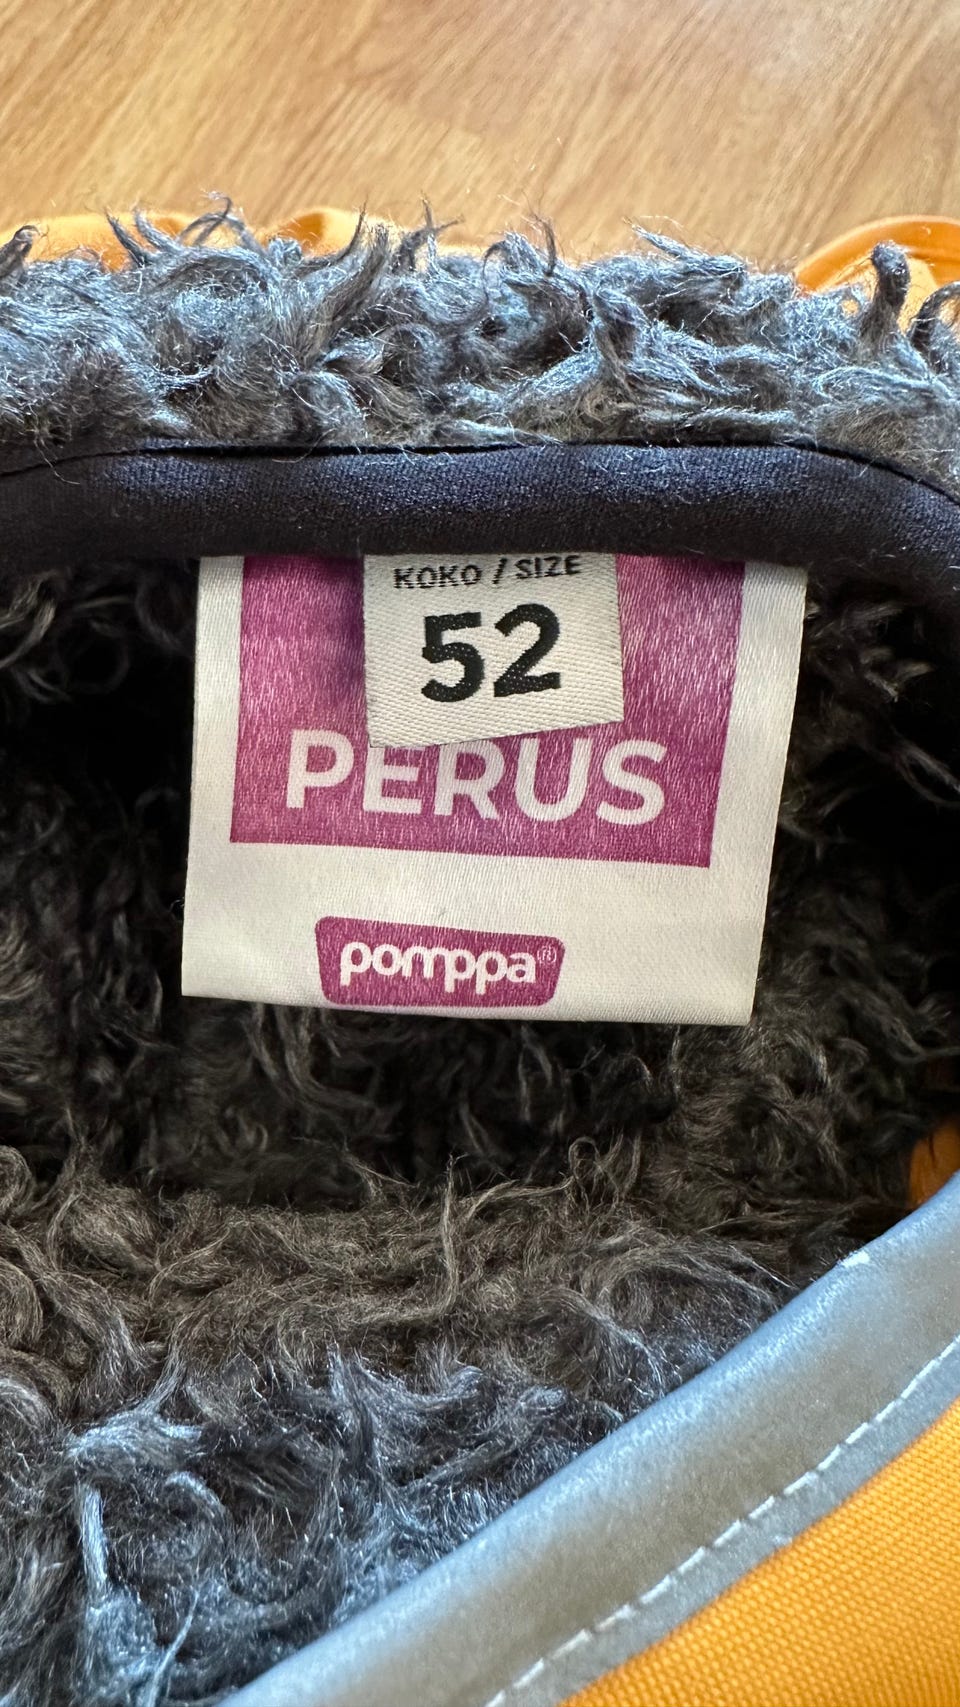 KOKO / SIZE
52
PERUS
pomppa®